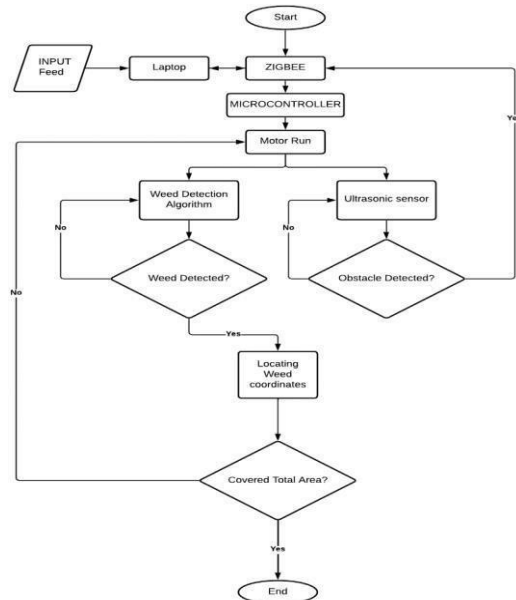 Start
INPUT
Feed
Laptop
ZIGBEE
MICROCONTROLLER
Motor Run
Weed Detection
Algorithm
Ultrasonic sensor
No
No
Weed Detected?
Obstacle Detected?
No
Yes
Locating
Weed
coordinates
Covered Total Area?
Yes
End